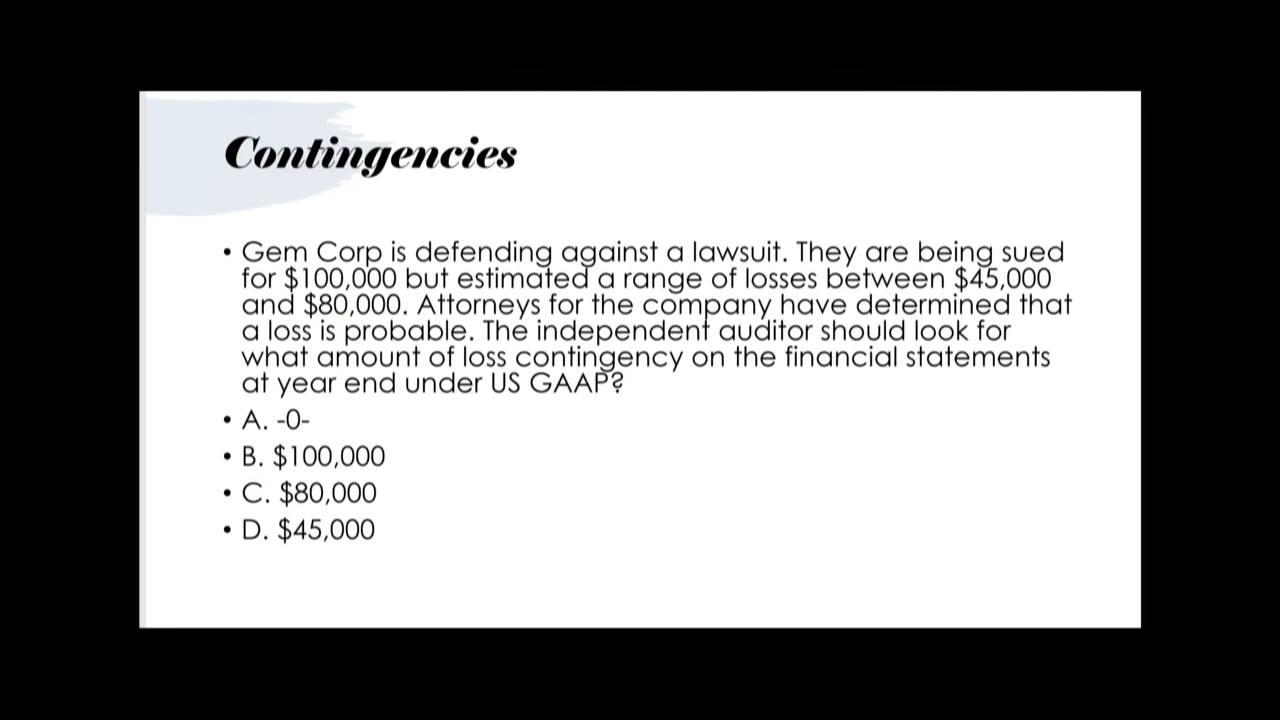 Contingencies
• Gem Corp is defending against a lawsuit. They are being sued
for $100,000 but estimated a range of losses between $45,000
and $80,000. Attorneys for the company have determined that
a loss is probable. The independent auditor should look for
what amount of loss contingency on the financial statements
at year end under US GAAP?
• A. -0-
• B. $100,000
• C. $80,000
• D. $45,000